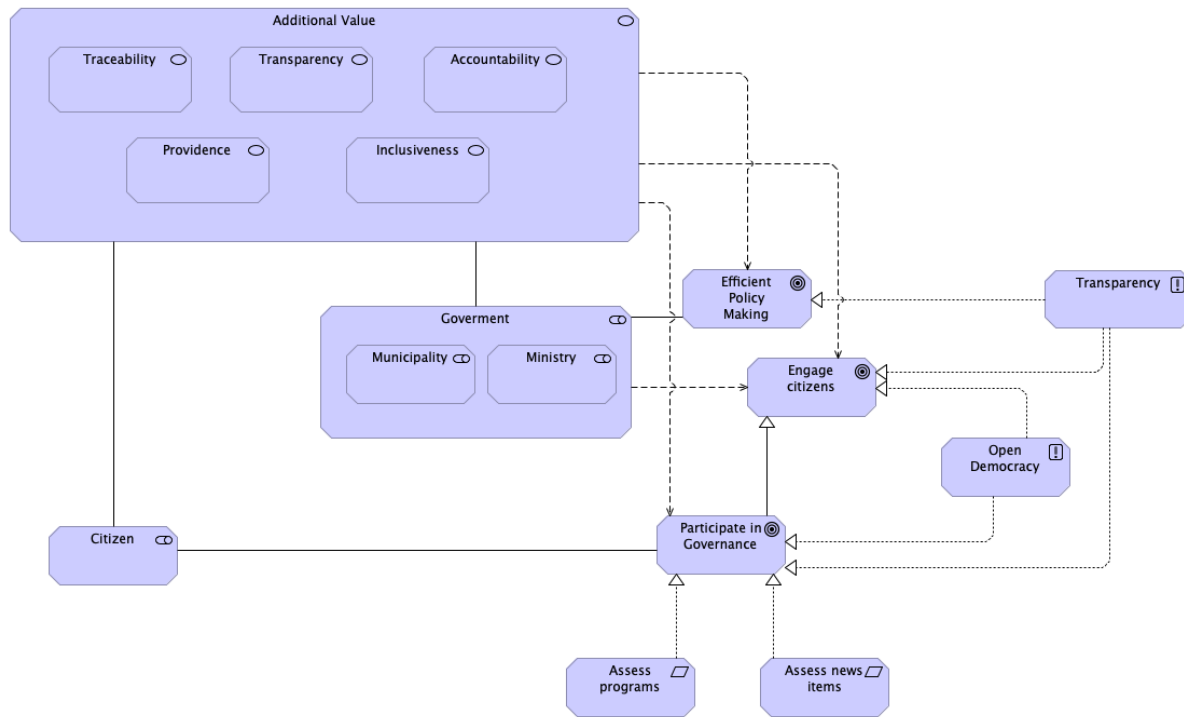 Additional Value
Traceability
Transparency
Accountability
Providence
Inclusiveness
Efficient
Policy
Making
Transparency
Goverment
Municipality
Ministry
Engage
citizens
Open
Democracy
Citizen
Participate in
Governance
Assess
programs
Assess news
items